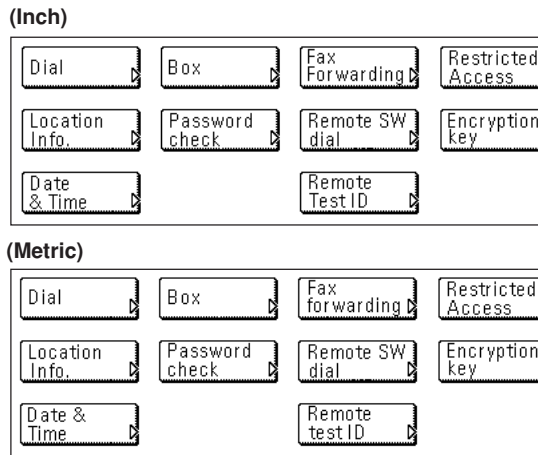 (Inch)
Dial
Box
Fax
Forwarding
Restricted
Access
Location
Info.
Password
check
Remote SW
dial
Encryption
key
Date
& Time
Remote
Test ID
(Metric)
Dial
Box
Fax
forwarding
Restricted
Access
Location
Info.
Password
check
Remote SW
dial
Encryption
key
Date &
Time
Remote
test ID